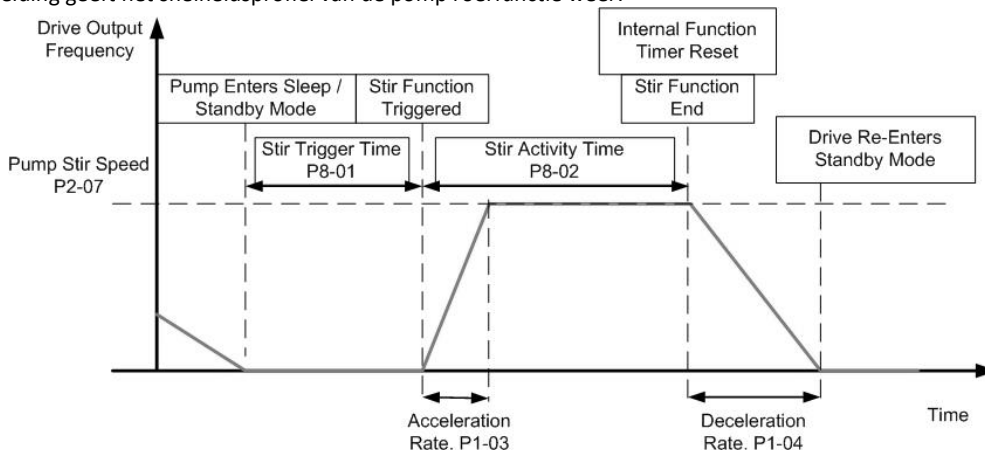 Drive Output
Frequency
Internal Function
Timer Reset
Pump Enters Sleep /
Standby Mode
Stir Function
Triggered
Stir Function
End
Drive Re-Enters
Standby Mode
Stir Trigger Time
P8-01
Stir Activity Time
P8-02
Pump Stir Speed
P2-07
Acceleration
Rate. P1-03
Deceleration
Rate. P1-04
Time